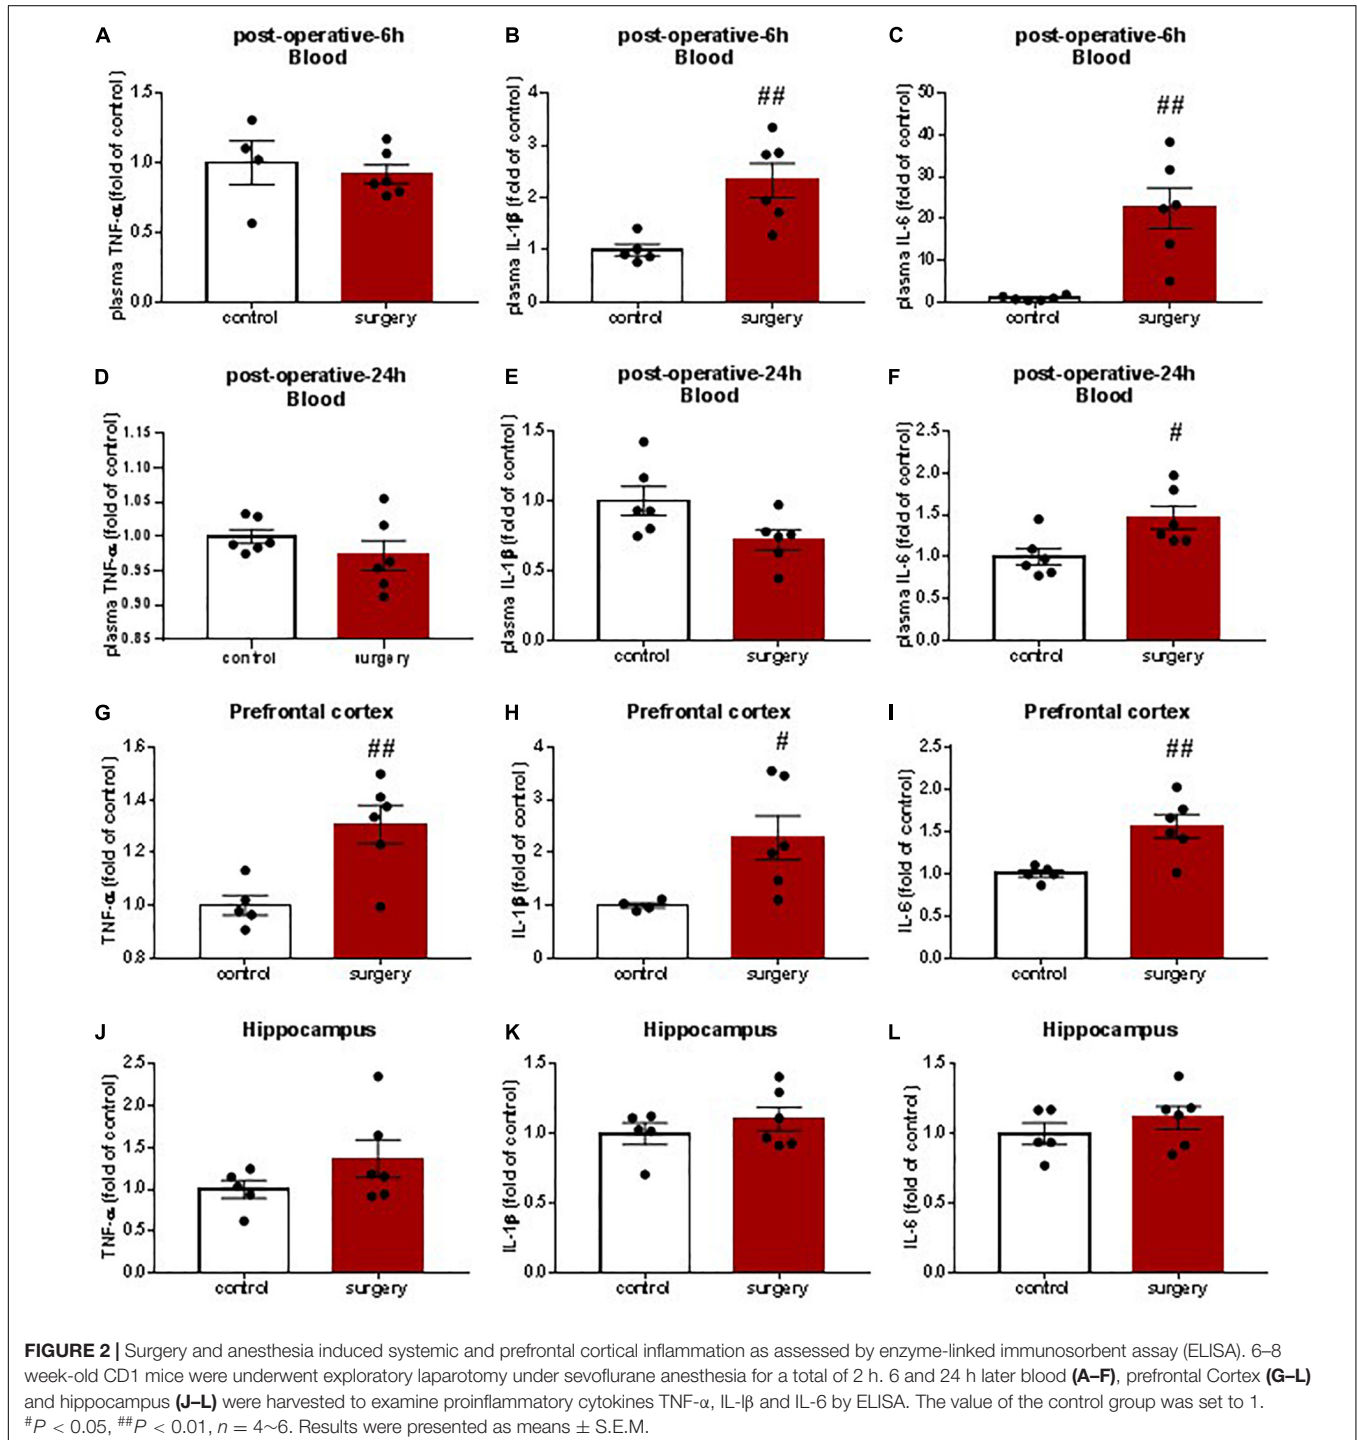 A
post-operative-6h
Blood
plasma TNF-α (fold of control)
1.5
1.0
0.5
0.0
control
surgery
B
post-operative-6h
Blood
plasma IL-1β (fold of control)
4
3
2
1
0
##
control
surgery
C
post-operative-6h
Blood
plasma IL-6 (fold of control)
50
40
30
20
10
0
##
control
surgery
D
post-operative-24h
Blood
plasma TNF-α (fold of control)
1.15
1.10
1.05
1.00
0.95
0.90
0.85
control
surgery
E
post-operative-24h
Blood
plasma IL-1β (fold of control)
1.5
1.0
0.5
0.0
control
surgery
F
post-operative-24h
Blood
plasma IL-6 (fold of control)
2.5
2.0
1.5
1.0
0.5
0.0
#
control
surgery
G
Prefrontal cortex
TNF-α (fold of control)
1.6
1.4
1.2
1.0
0.8
##
control
surgery
H
Prefrontal cortex
IL-1β (fold of control)
4
3
2
1
0
#
control
surgery
I
Prefrontal cortex
IL-6 (fold of control)
2.5
2.0
1.5
1.0
0.5
0.0
##
control
surgery
J
Hippocampus
TNF-α (fold of control)
2.5
2.0
1.5
1.0
0.5
0.0
control
surgery
K
Hippocampus
IL-1β (fold of control)
1.5
1.0
0.5
0.0
control
surgery
L
Hippocampus
IL-6 (fold of control)
1.5
1.0
0.5
0.0
control
surgery
FIGURE 2 | Surgery and anesthesia induced systemic and prefrontal cortical inflammation as assessed by enzyme-linked immunosorbent assay (ELISA). 6–8
week-old CD1 mice were underwent exploratory laparotomy under sevoflurane anesthesia for a total of 2 h. 6 and 24 h later blood (A–F), prefrontal Cortex (G–L)
and hippocampus (J–L) were harvested to examine proinflammatory cytokines TNF-α, IL-Iβ and IL-6 by ELISA. The value of the control group was set to 1.
#P < 0.05, ##P < 0.01, n = 4~6. Results were presented as means ± S.E.M.